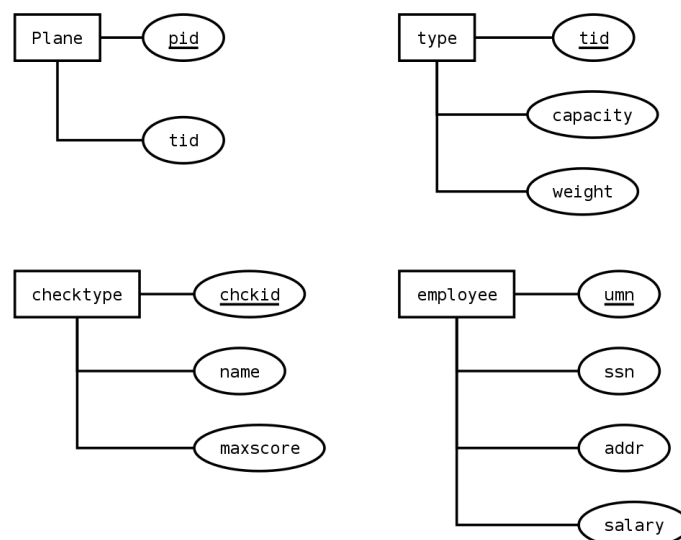 Plane
pid
tid
type
tid
capacity
weight
checktype
chckid
name
maxscore
employee
umn
ssn
addr
salary